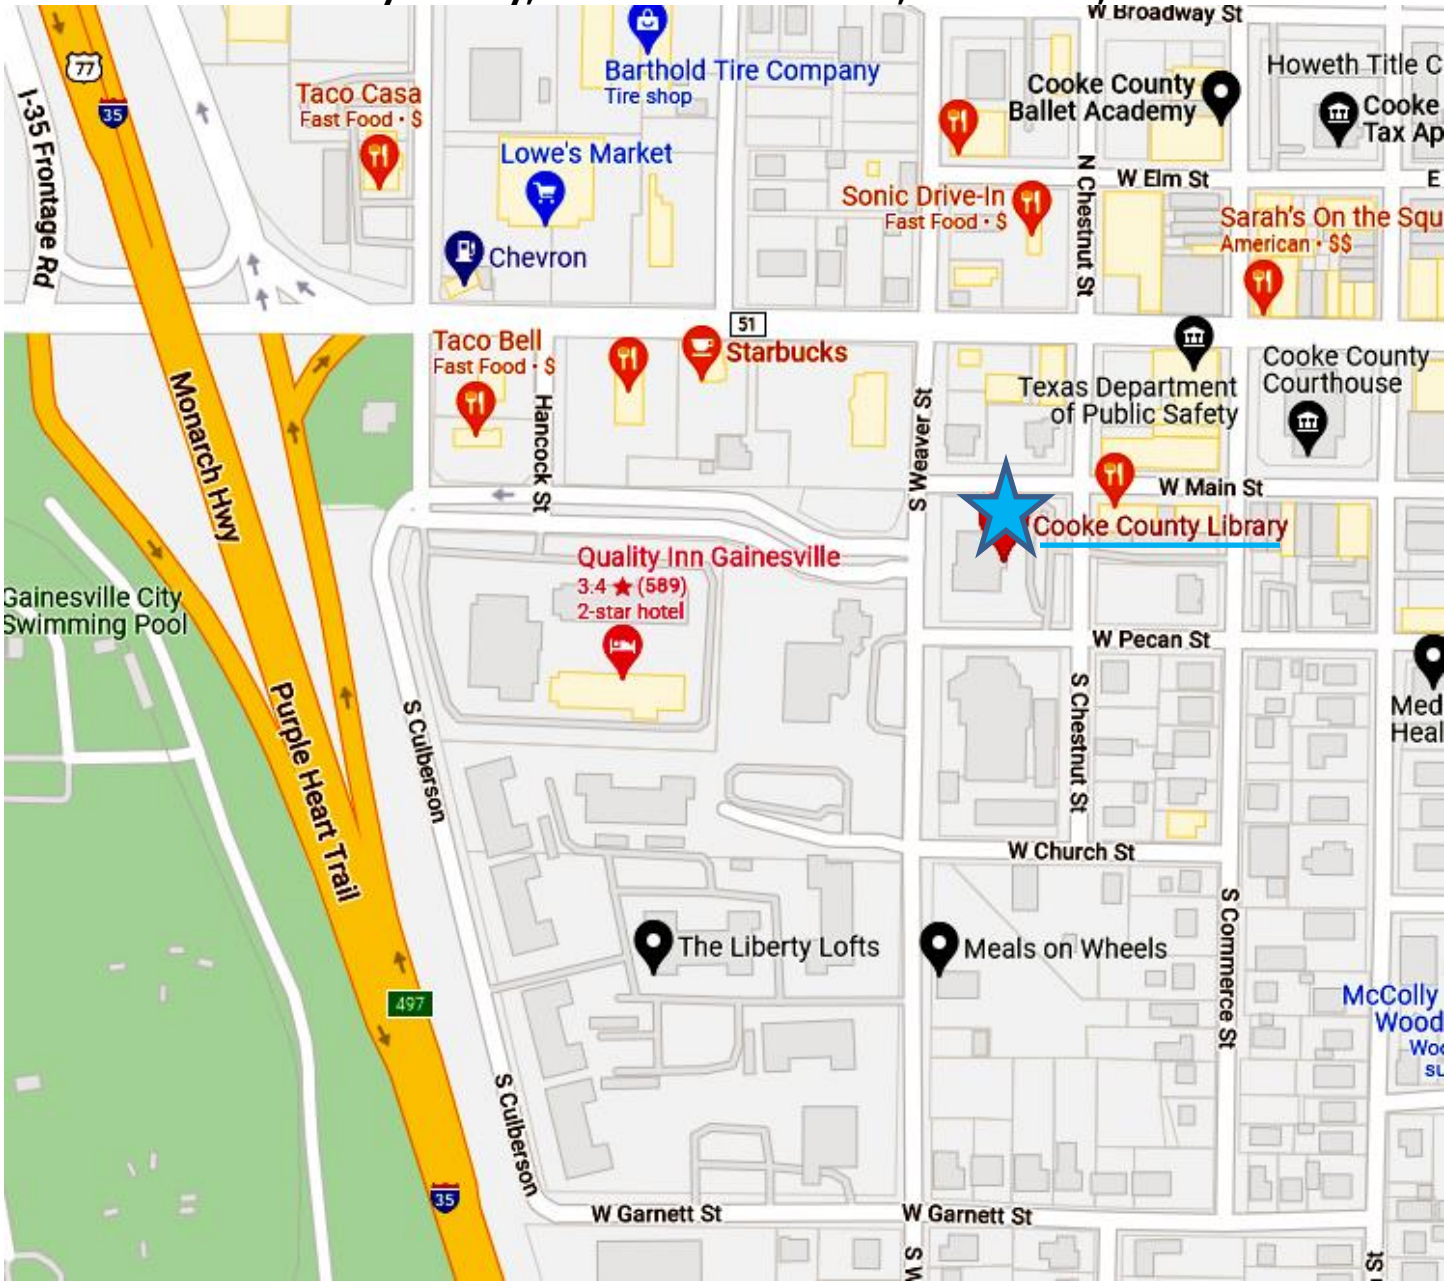 W Broadway St
77
35
I-35 Frontage Rd
Taco Casa
Fast Food • $
Barthold Tire Company
Tire shop
Lowe's Market
Chevron
Cooke County
Ballet Academy
Howeth Title C
Cooke
Tax Ap
W Elm St
E
N Chestnut St
Sonic Drive-In
Fast Food • $
Sarah's On the Squ
American • $$
51
Taco Bell
Fast Food • $
Starbucks
Hancock St
S Weaver St
Texas Department
of Public Safety
Cooke County
Courthouse
Monarch Hwy
W Main St
Cooke County Library
Quality Inn Gainesville
3.4 ★ (589)
2-star hotel
Gainesville City
Swimming Pool
W Pecan St
Purple Heart Trail
S Culberson
S Chestnut St
Med
Heal
W Church St
S Commerce St
The Liberty Lofts
Meals on Wheels
497
McColly
Wood
Woo
su
S Culberson
35
W Garnett St
W Garnett St
S W
St